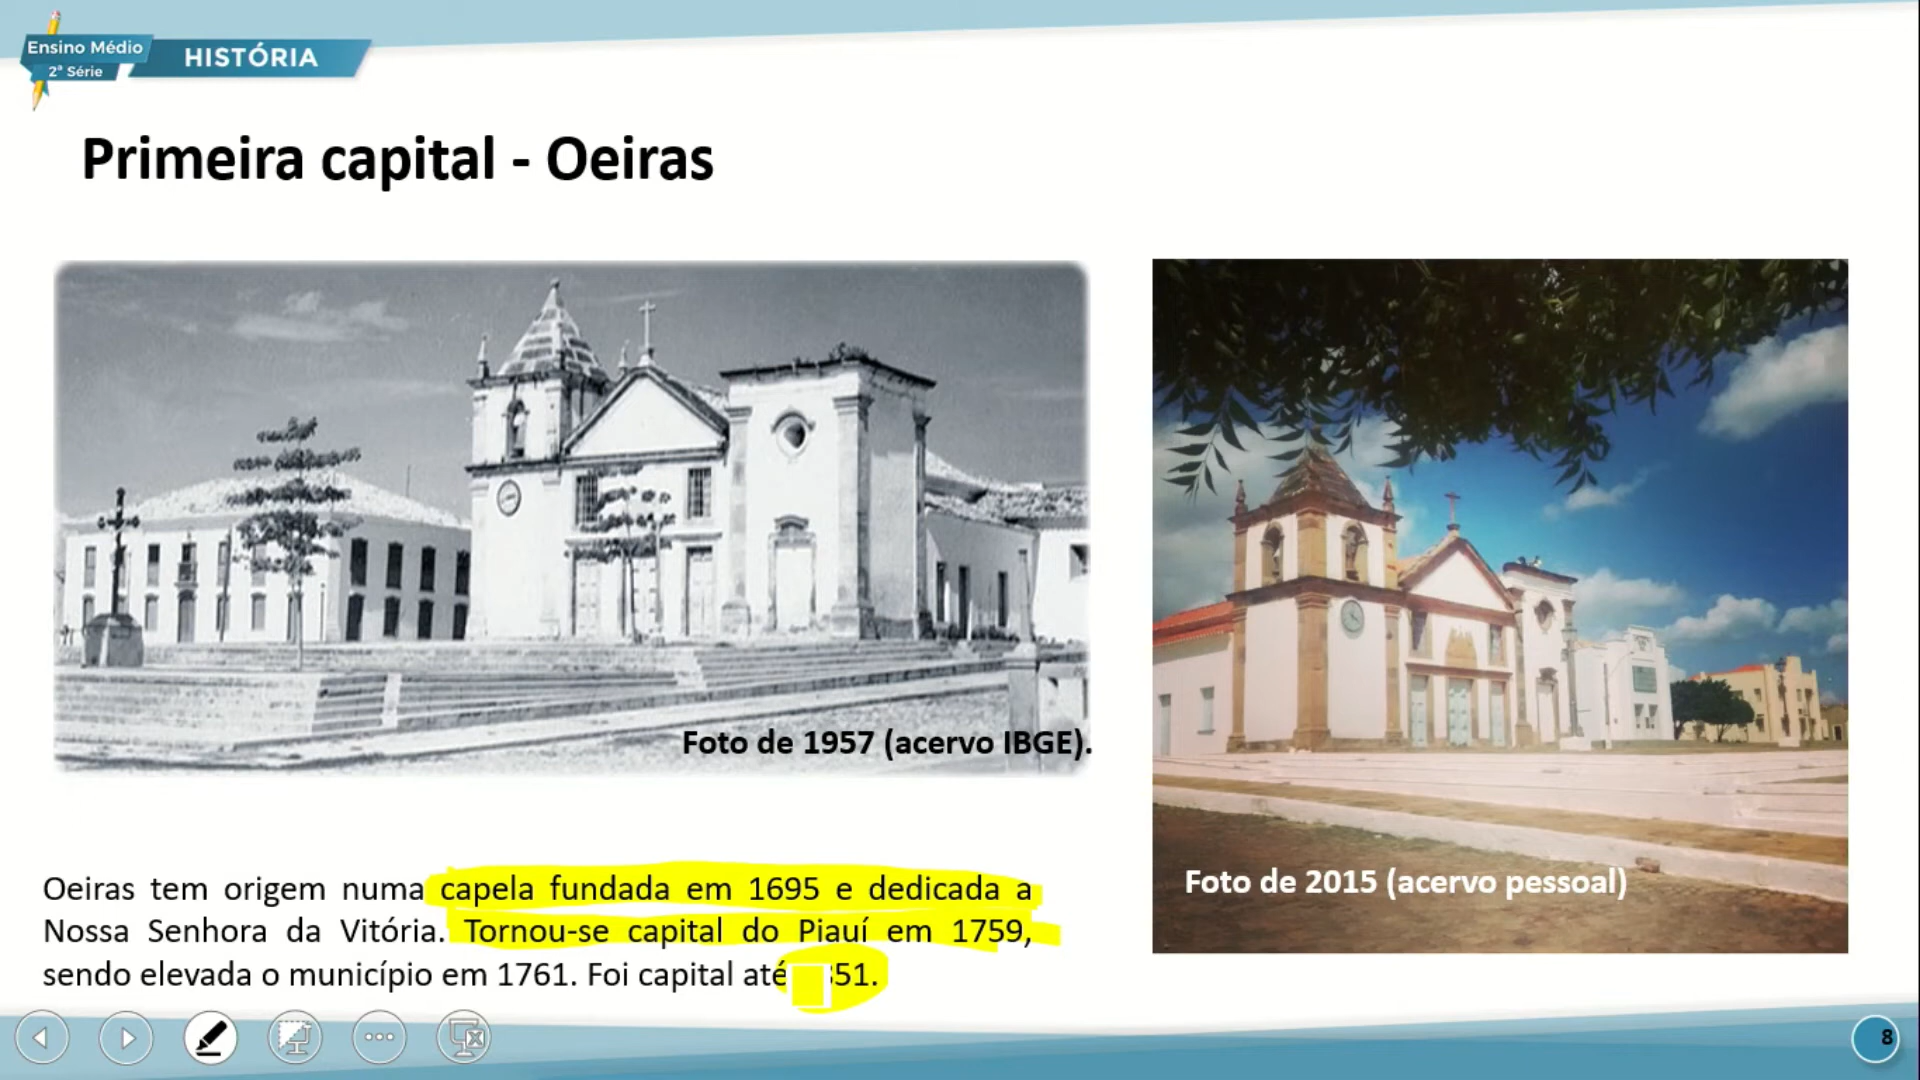 Ensino Médio
2ª Série
HISTÓRIA
Primeira capital - Oeiras
Foto de 1957 (acervo IBGE).
Foto de 2015 (acervo pessoal)
Oeiras tem origem numa capela fundada em 1695 e dedicada a
Nossa Senhora da Vitória. Tornou-se capital do Piauí em 1759,
sendo elevada o município em 1761. Foi capital até
8